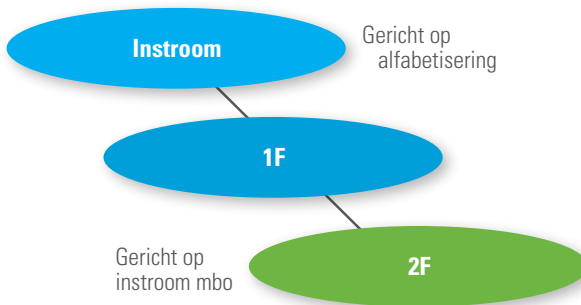 Instroom
Gericht op
alfabetisering
1F
Gericht op
instroom mbo
2F